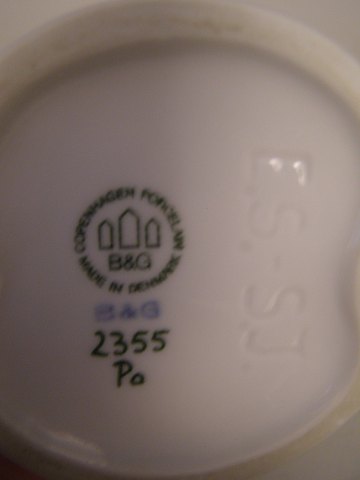 COPENHAGEN PORCELAIN
B&G
MADE IN DENMARK
B & G
2355
Po
E.S.-S.J.